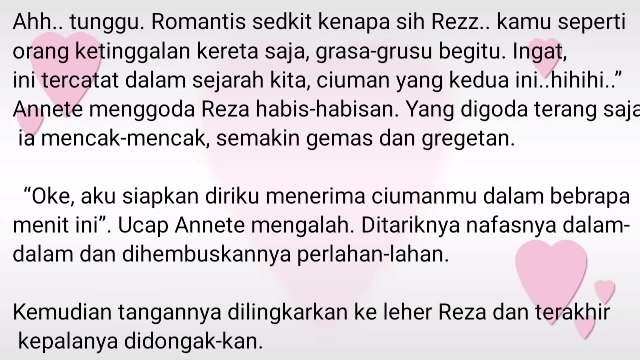 Ahh.. tunggu. Romantis sedkit kenapa sih Rezz.. kamu seperti
orang ketinggalan kereta saja, grasa-grusu begitu. Ingat,
ini tercatat dalam sejarah kita, ciuman yang kedua ini..hihihi..”
Annete menggoda Reza habis-habisan. Yang digoda terang saja
ia mencak-mencak, semakin gemas dan gregetan.
“Oke, aku siapkan diriku menerima ciumanmu dalam bebrapa
menit ini”. Ucap Annete mengalah. Ditariknya nafasnya dalam-
dalam dan dihembuskannya perlahan-lahan.
Kemudian tangannya dilingkarkan ke leher Reza dan terakhir
kepalanya didongak-kan.